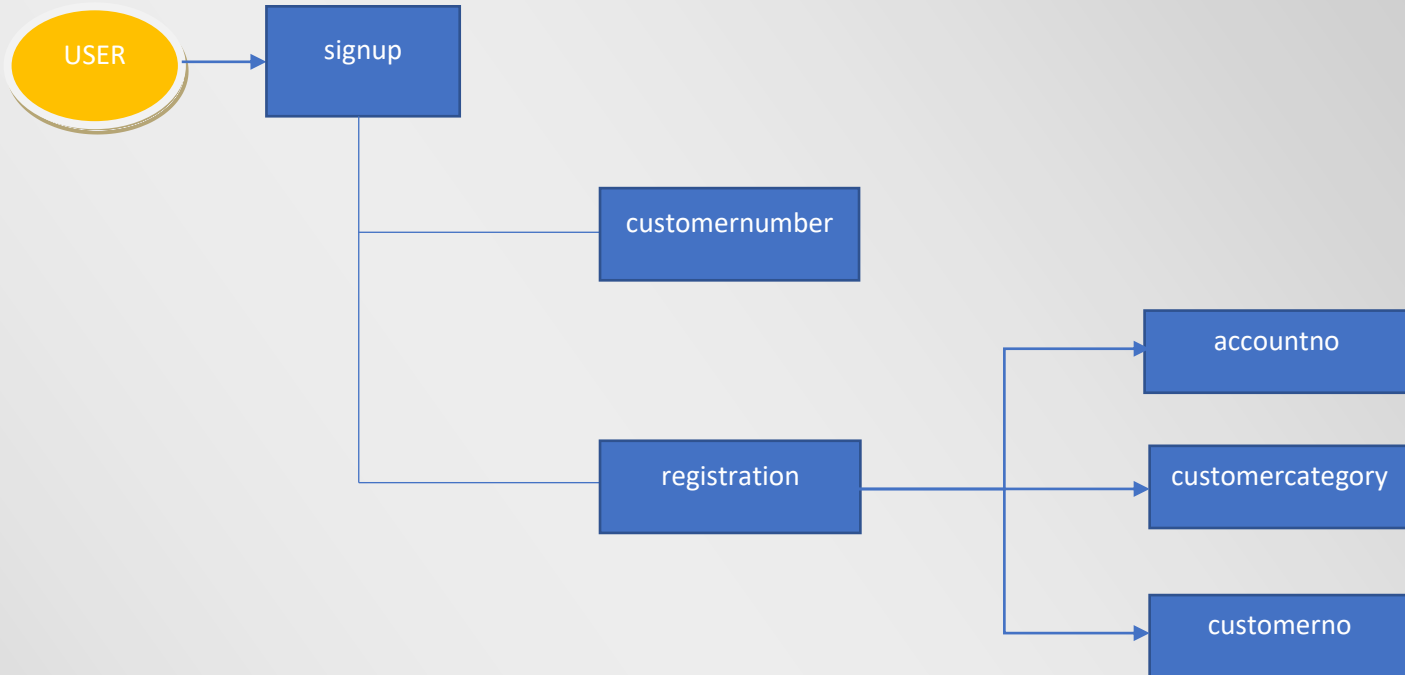 USER
signup
customernumber
accountno
registration
customercategory
customerno